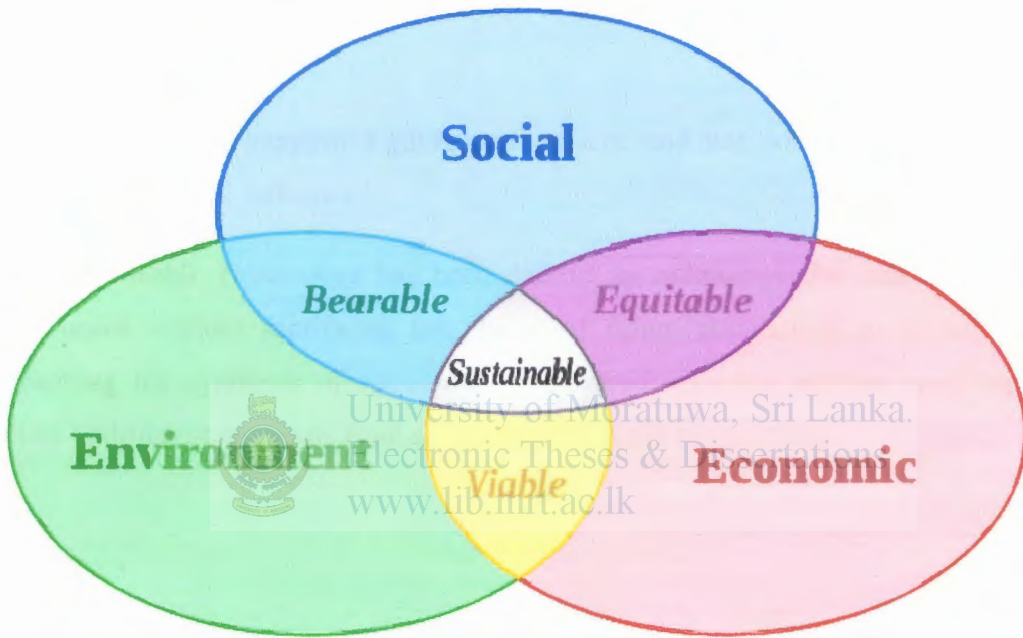 Social
Bearable
Equitable
Sustainable
University of Moratuwa, Sri Lanka.
Environment
Electronic Theses & Dissertations
Economic
Viable
www.lib.mrt.ac.lk